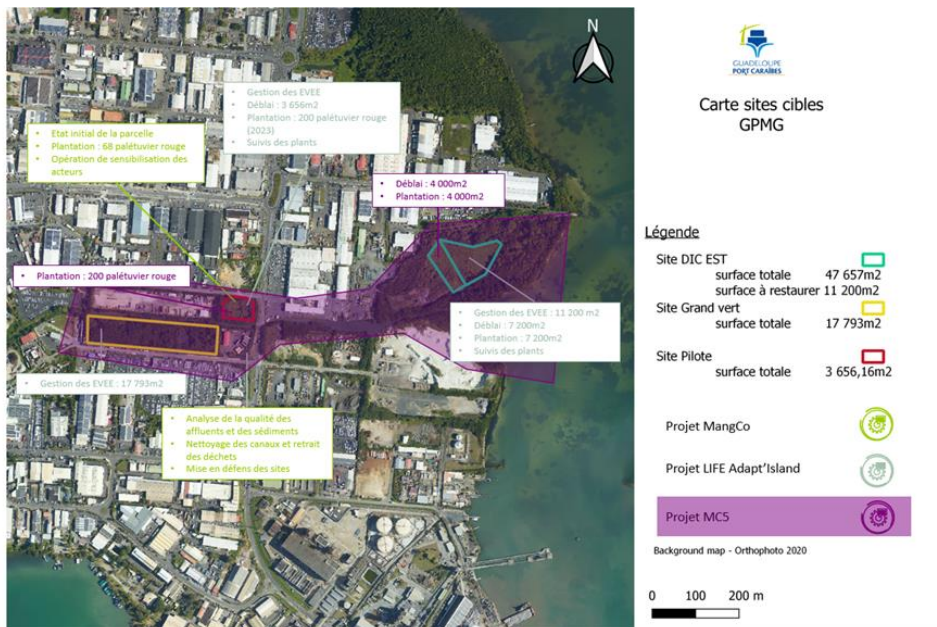 N
• Gestion des EVEE
• Déblai : 3 656m2
• Plantation : 200 palétuvier rouge
(2023)
• Suivis des plants
• Etat initial de la parcelle
• Plantation : 68 palétuvier rouge
• Opération de sensibilisation des
acteurs
• Déblai : 4 000m2
• Plantation : 4 000m2
• Plantation : 200 palétuvier rouge
• Gestion des EVEE : 11 200 m2
• Déblai : 7 200m2
• Plantation : 7 200m2
• Suivis des plants
• Gestion des EVEE : 17 793m2
• Analyse de la qualité des
affluents et des sédiments
• Nettoyage des canaux et retrait
des déchets
• Mise en défens des sites
GUADELOUPE
PORT CARAÏBES
Carte sites cibles
GPMG
Légende
Site DIC EST
surface totale 47 657m2
surface à restaurer 11 200m2
Site Grand vert
surface totale 17 793m2
Site Pilote
surface totale 3 656,16m2
Projet MangCo
Projet LIFE Adapt'Island
Projet MC5
Background map - Orthophoto 2020
0 100 200 m